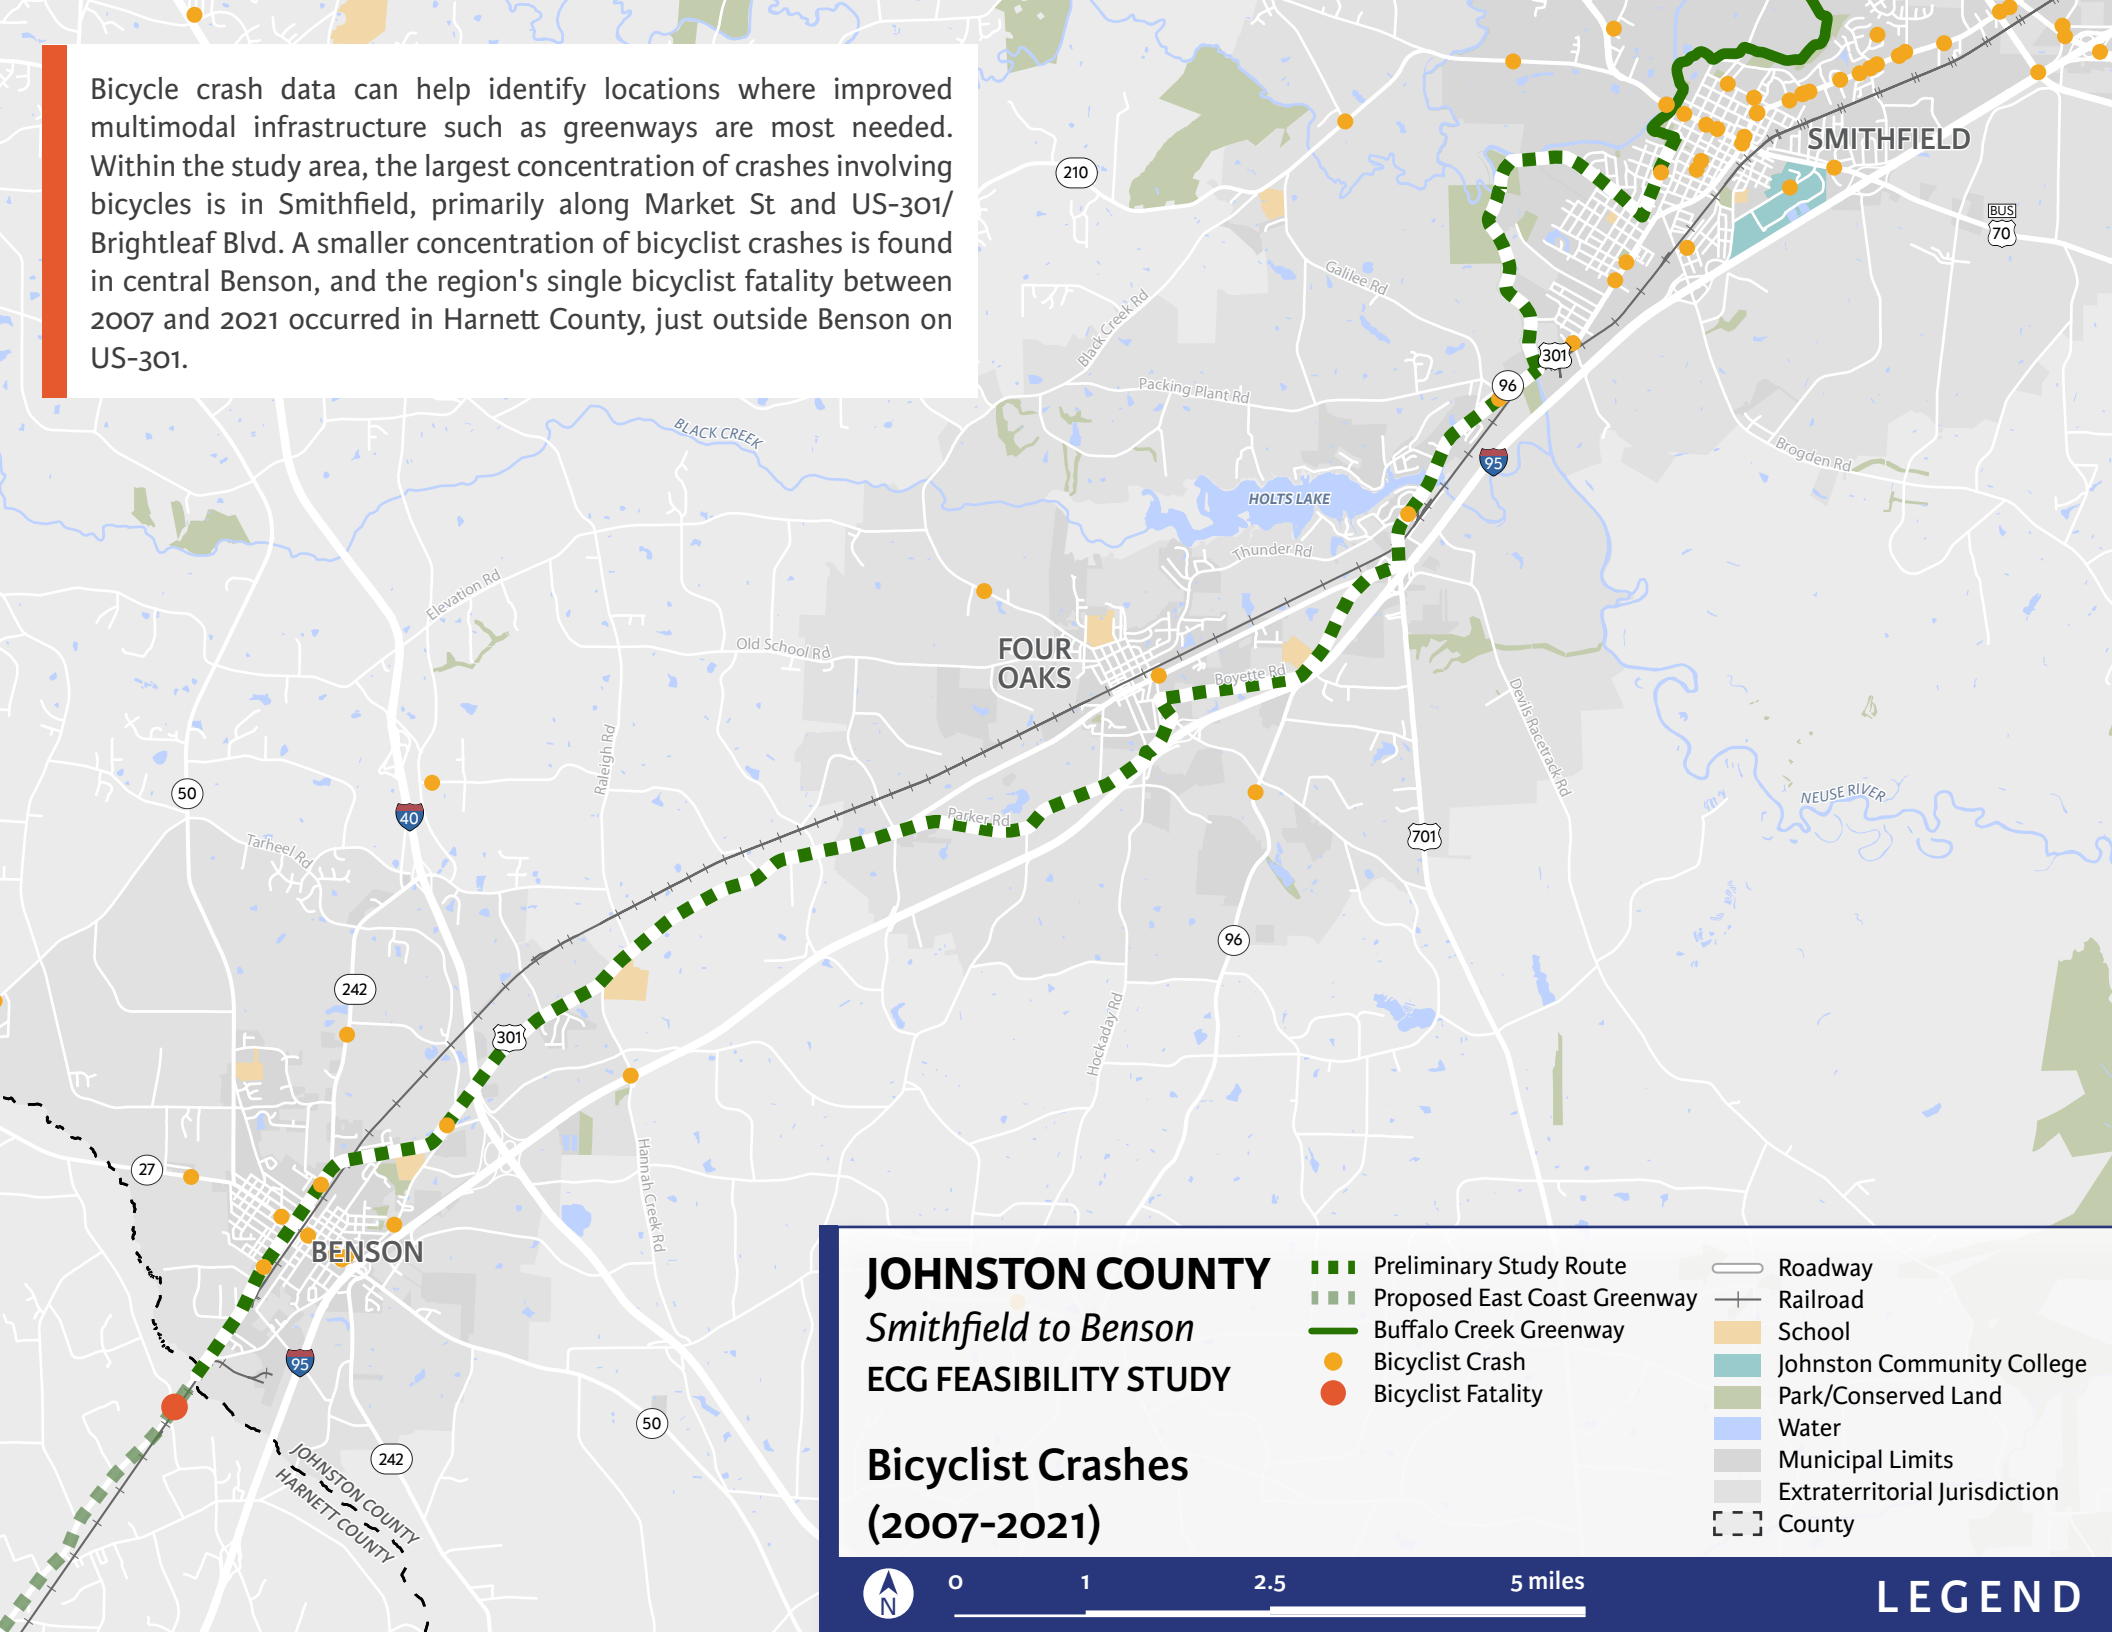 Bicycle crash data can help identify locations where improved
multimodal infrastructure such as greenways are most needed.
Within the study area, the largest concentration of crashes involving
bicycles is in Smithfield, primarily along Market St and US-301/
Brightleaf Blvd. A smaller concentration of bicyclist crashes is found
in central Benson, and the region's single bicyclist fatality between
2007 and 2021 occurred in Harnett County, just outside Benson on
US-301.
SMITHFIELD
210
BUS
70
Galilee Rd
Black Creek Rd
301
Packing Plant Rd
96
BLACK CREEK
Brogden Rd
95
HOLTS LAKE
Thunder Rd
Elevation Rd
Old School Rd
FOUR
OAKS
Boyette Rd
Devils Racetrack Rd
Raleigh Rd
50
40
NEUSE RIVER
Parker Rd
701
Tarheel Rd
96
242
301
Hockaday Rd
27
Hannah Creek Rd
BENSON
95
50
242
JOHNSTON COUNTY
HARNETT COUNTY
JOHNSTON COUNTY
Smithfield to Benson
ECG FEASIBILITY STUDY
Bicyclist Crashes
(2007-2021)
Preliminary Study Route
Proposed East Coast Greenway
Buffalo Creek Greenway
Bicyclist Crash
Bicyclist Fatality
Roadway
Railroad
School
Johnston Community College
Park/Conserved Land
Water
Municipal Limits
Extraterritorial Jurisdiction
County
N
0 1 2.5 5 miles
LEGEND